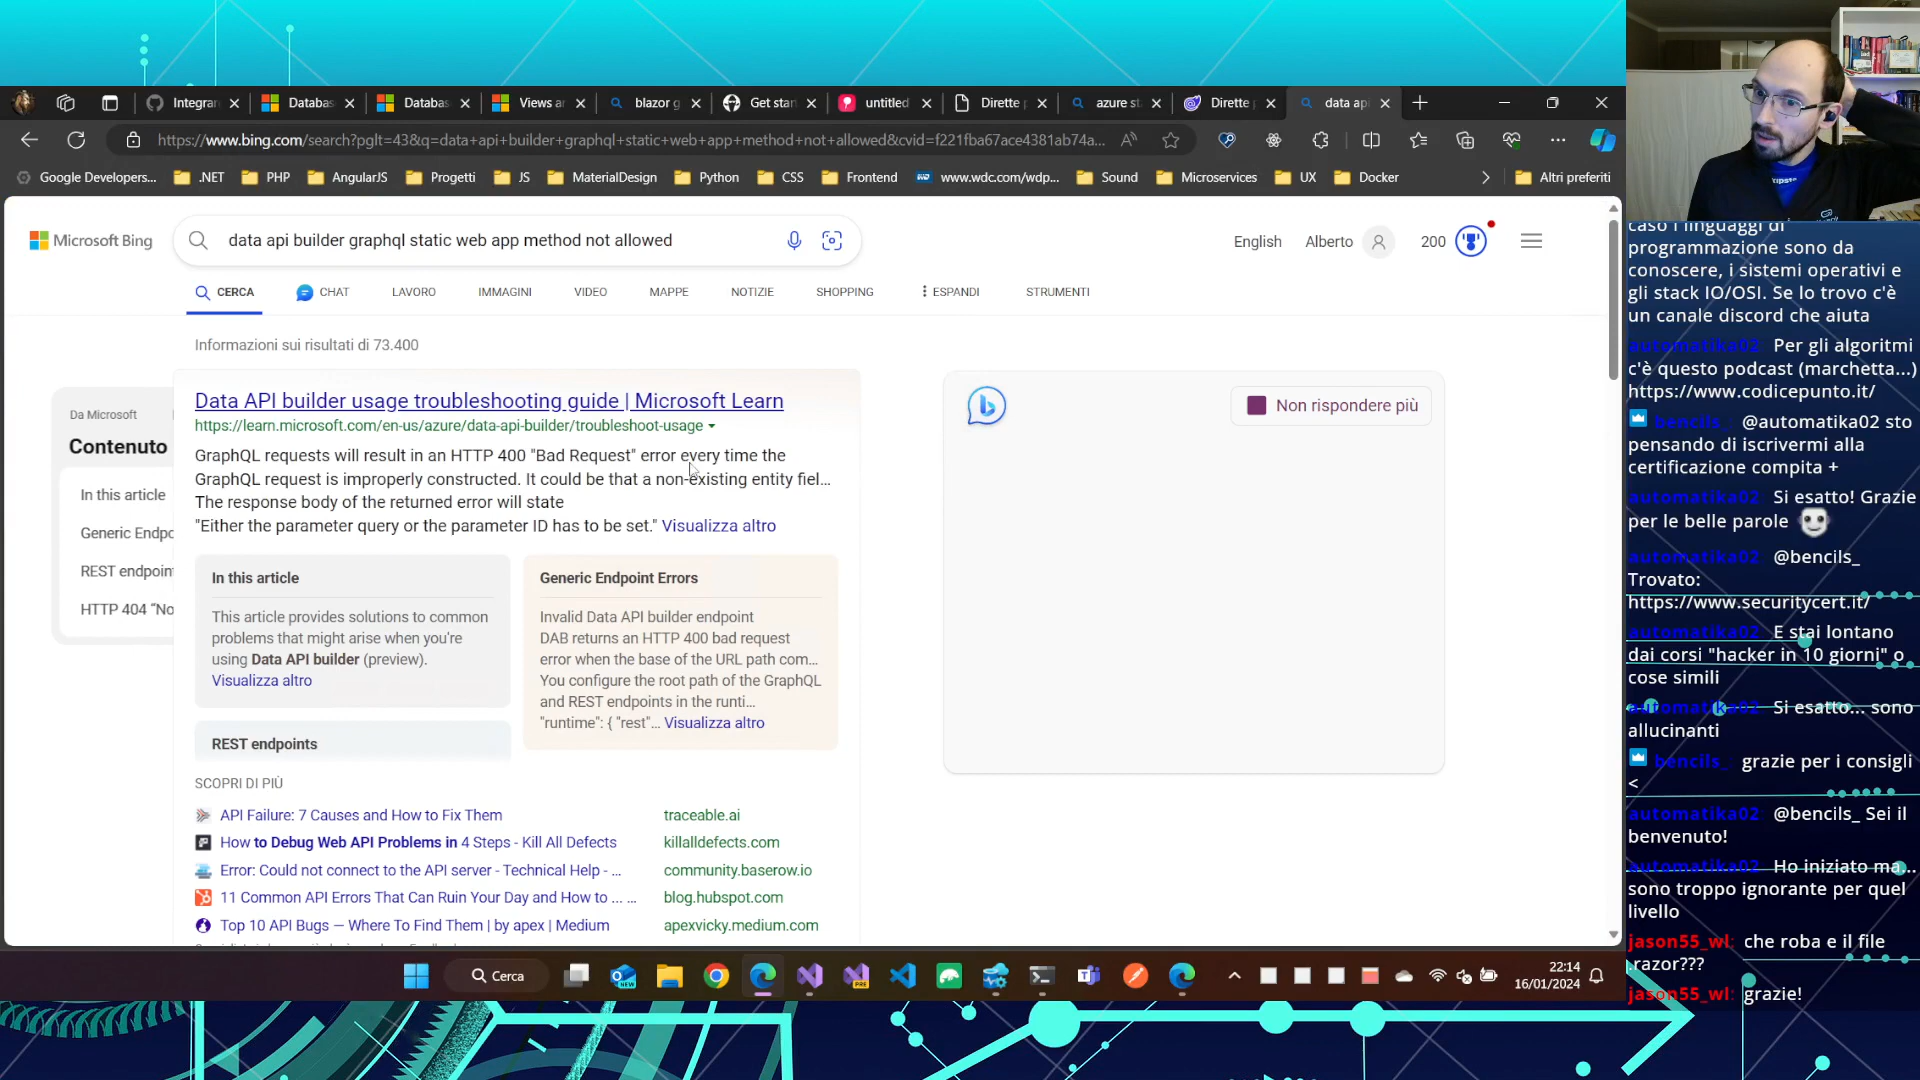 Integrar
Databas
Databas
Views ar
blazor g
Get star
untitled
Dirette p
azure st
Dirette p
data api
https://www.bing.com/search?pglt=43&q=data+api+builder+graphql+static+web+app+method+not+allowed&cvid=f221fba67ace4381ab74a...
Google Developers...
.NET
PHP
AngularJS
Progetti
JS
MaterialDesign
Python
CSS
Frontend
www.wdc.com/wdp...
Sound
Microservices
UX
Docker
Altri preferiti
Microsoft Bing
data api builder graphql static web app method not allowed
English
Alberto
200
CERCA
CHAT
LAVORO
IMMAGINI
VIDEO
MAPPE
NOTIZIE
SHOPPING
ESPANDI
STRUMENTI
Informazioni sui risultati di 73.400
Da Microsoft
Contenuto
In this article
Generic Endpo
REST endpoin
HTTP 404 "No
Data API builder usage troubleshooting guide | Microsoft Learn
https://learn.microsoft.com/en-us/azure/data-api-builder/troubleshoot-usage
GraphQL requests will result in an HTTP 400 "Bad Request" error every time the
GraphQL request is improperly constructed. It could be that a non-existing entity fiel...
The response body of the returned error will state
"Either the parameter query or the parameter ID has to be set." Visualizza altro
In this article
This article provides solutions to common
problems that might arise when you're
using Data API builder (preview).
Visualizza altro
REST endpoints
Generic Endpoint Errors
Invalid Data API builder endpoint
DAB returns an HTTP 400 bad request
error when the base of the URL path com...
You configure the root path of the GraphQL
and REST endpoints in the runti...
"runtime": { "rest"... Visualizza altro
SCOPRI DI PIÙ
API Failure: 7 Causes and How to Fix Them
traceable.ai
How to Debug Web API Problems in 4 Steps - Kill All Defects
killalldefects.com
Error: Could not connect to the API server - Technical Help - ...
community.baserow.io
11 Common API Errors That Can Ruin Your Day and How to ... ...
blog.hubspot.com
Top 10 API Bugs — Where To Find Them | by apex | Medium
apexvicky.medium.com
Non rispondere più
Cerca
22:14
16/01/2024
caso i linguaggi di
programmazione sono da
conoscere, i sistemi operativi e
gli stack IO/OSI. Se lo trovo c'è
un canale discord che aiuta
automatika02 Per gli algoritmi
c'è questo podcast (marchetta...)
https://www.codicepunto.it/
bencils_ @automatika02 sto
pensando di iscrivermi alla
certificazione compita +
automatika02 Si esatto! Grazie
per le belle parole
automatika02 @bencils_
Trovato:
https://www.securitycert.it/
automatika02 E stai lontano
dai corsi "hacker in 10 giorni" o
cose simili
automatika02 Si esatto... sono
allucinanti
bencils_ grazie per i consigli
<
automatika02 @bencils_ Sei il
benvenuto!
automatika02 Ho iniziato ma...
sono troppo ignorante per quel
livello
jason55_wl: che roba e il file
.razor???
jason55_wl: grazie!